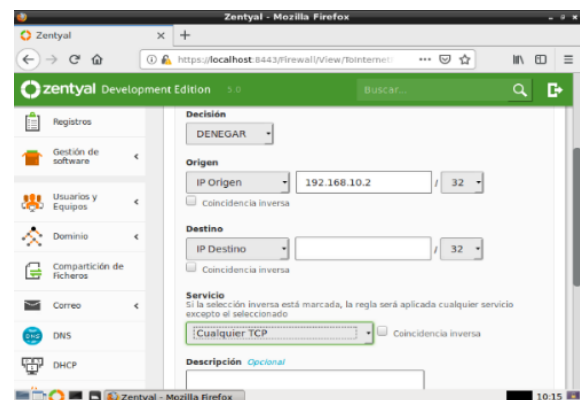 Zentyal - Mozilla Firefox
Zentyal
https://localhost:8443/Firewall/View/ToInternet
zentyal Development Edition 5.0
Buscar...
Registros
Gestión de
software
Usuarios y
Equipos
Dominio
Compartición de
Ficheros
Correo
DNS
DNS
DHCP
Decisión
DENEGAR
Origen
IP Origen
192.168.10.2
/
32
Coincidencia inversa
Destino
IP Destino
/
32
Coincidencia inversa
Servicio
Si la selección inversa está marcada, la regla será aplicada cualquier servicio
excepto el seleccionado
Cualquier TCP
Coincidencia inversa
Descripción Opcional
Zentyal - Mozilla Firefox
10:15